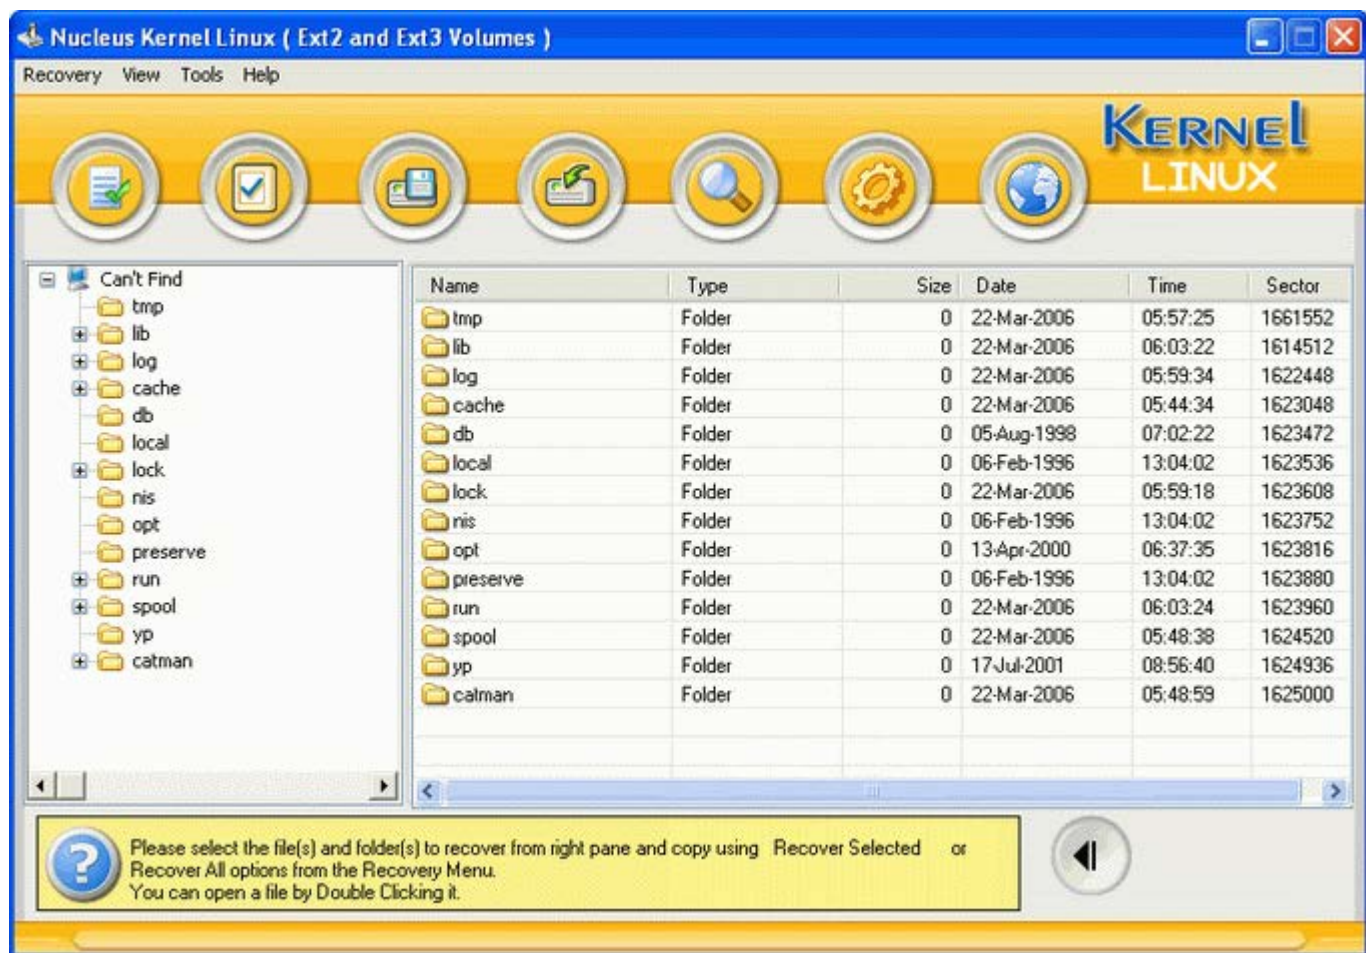 Nucleus Kernel Linux ( Ext2 and Ext3 Volumes )
Recovery View Tools Help
KERNEL
LINUX
Can't Find
tmp
lib
log
cache
db
local
lock
nis
opt
preserve
run
spool
yp
catman
Name Type Size Date Time Sector
tmp Folder 0 22-Mar-2006 05:57:25 1661552
lib Folder 0 22-Mar-2006 06:03:22 1614512
log Folder 0 22-Mar-2006 05:59:34 1622448
cache Folder 0 22-Mar-2006 05:44:34 1623048
db Folder 0 05-Aug-1998 07:02:22 1623472
local Folder 0 06-Feb-1996 13:04:02 1623536
lock Folder 0 22-Mar-2006 05:59:18 1623608
nis Folder 0 06-Feb-1996 13:04:02 1623752
opt Folder 0 13-Apr-2000 06:37:35 1623816
preserve Folder 0 06-Feb-1996 13:04:02 1623880
run Folder 0 22-Mar-2006 06:03:24 1623960
spool Folder 0 22-Mar-2006 05:48:38 1624520
yp Folder 0 17-Jul-2001 08:56:40 1624936
catman Folder 0 22-Mar-2006 05:48:59 1625000
Please select the file(s) and folder(s) to recover from right pane and copy using Recover Selected or
Recover All options from the Recovery Menu.
You can open a file by Double Clicking it.